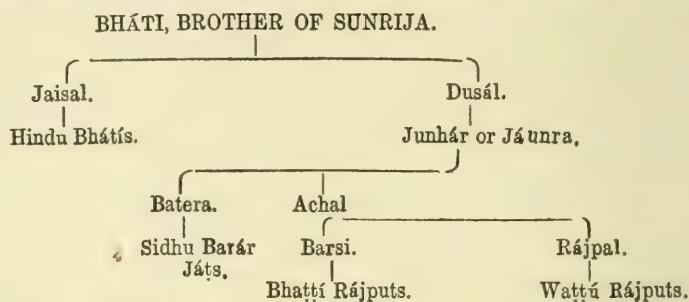 BHÁTI, BROTHER OF SUNRIJA.
Jaisal. Dusál.
Hindu Bhátís. Junhár or Jáunra,
Batera. Achal
Sidhu Barár Barsi. Rájpal.
Játs.
Bhattí Rájputs. Wattú Rájputs.